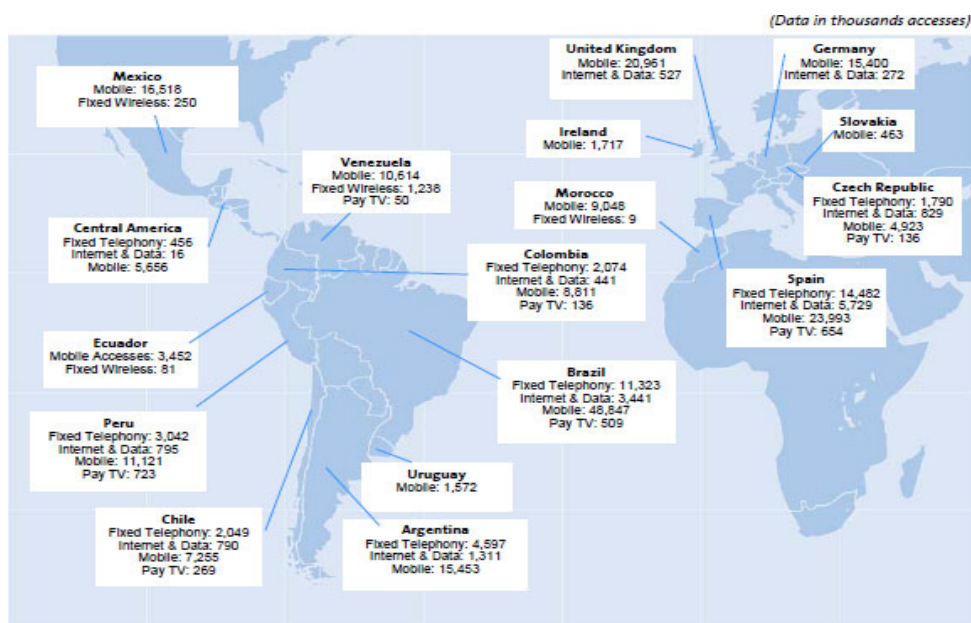 (Data in thousands accesses)
Mexico
Mobile: 16,518
Fixed Wireless: 250
United Kingdom
Mobile: 20,961
Internet & Data: 527
Germany
Mobile: 15,400
Internet & Data: 272
Ireland
Mobile: 1,717
Slovakia
Mobile: 463
Venezuela
Mobile: 10,614
Fixed Wireless: 1,238
Pay TV: 50
Morocco
Mobile: 9,048
Fixed Wireless: 9
Czech Republic
Fixed Telephony: 1,790
Internet & Data: 829
Mobile: 4,923
Pay TV: 136
Central America
Fixed Telephony: 456
Internet & Data: 16
Mobile: 5,656
Colombia
Fixed Telephony: 2,074
Internet & Data: 441
Mobile: 8,811
Pay TV: 136
Spain
Fixed Telephony: 14,482
Internet & Data: 5,729
Mobile: 23,993
Pay TV: 654
Ecuador
Mobile Accesses: 3,452
Fixed Wireless: 81
Brazil
Fixed Telephony: 11,323
Internet & Data: 3,441
Mobile: 48,847
Pay TV: 509
Peru
Fixed Telephony: 3,042
Internet & Data: 795
Mobile: 11,121
Pay TV: 723
Uruguay
Mobile: 1,572
Chile
Fixed Telephony: 2,049
Internet & Data: 790
Mobile: 7,255
Pay TV: 269
Argentina
Fixed Telephony: 4,597
Internet & Data: 1,311
Mobile: 15,453